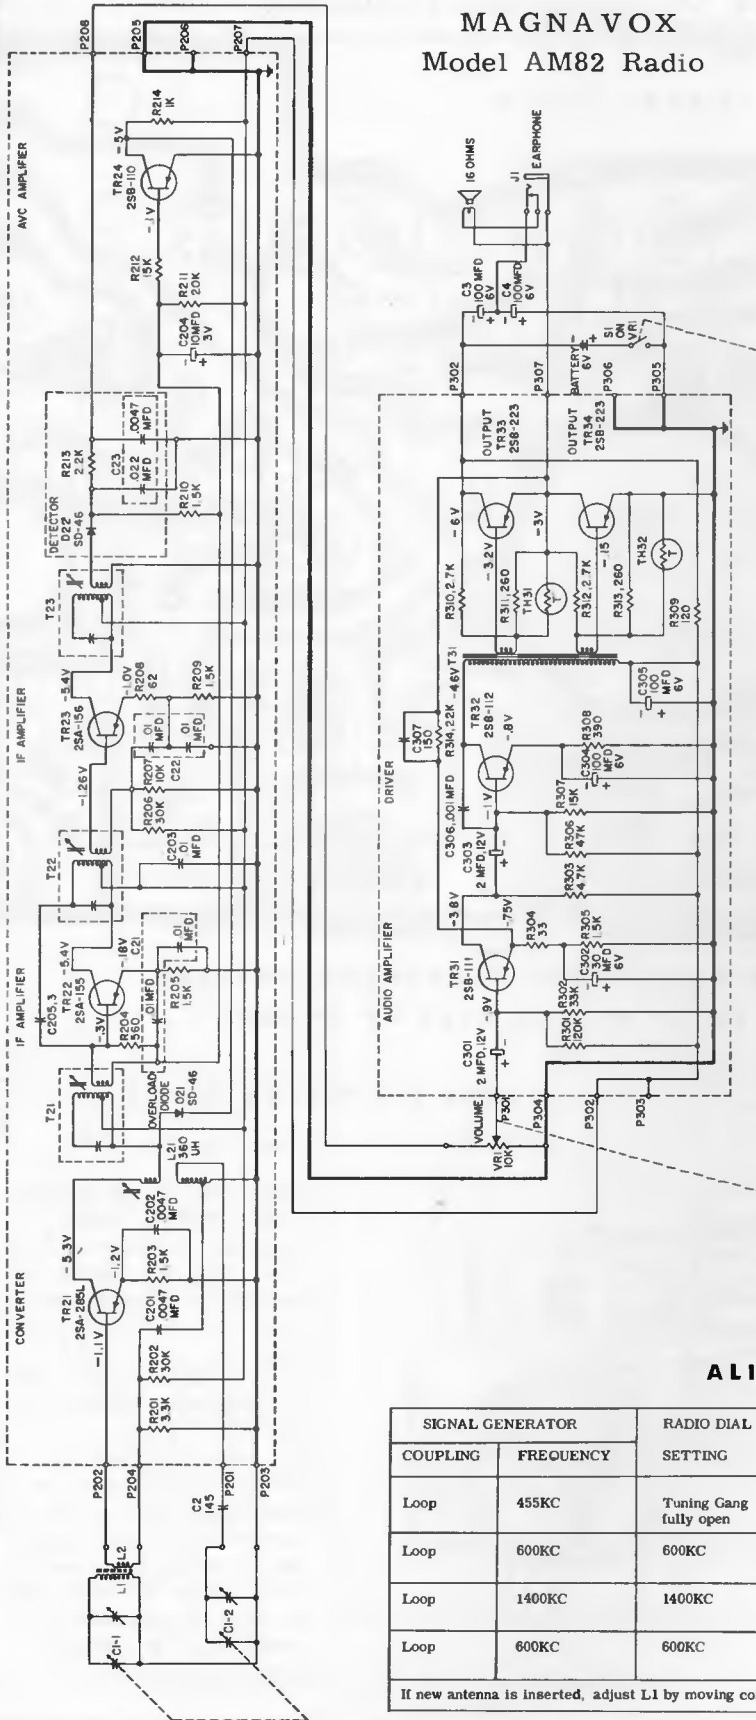 MAGNAVOX
Model AM82 Radio
P208
P205
P206
P207
AVC AMPLIFIER
R214
1K
-.5V
TR24
2SB-110
-.1V
R212
15K
R211
20K
C204
10MFD
3V
R213
2.2K
.0047
MFD
C23
.022
MFD
R210
1.5K
DETECTOR
D22
SD-46
T23
IF AMPLIFIER
-5.4V
TR23
2SA-156
-1.0V
R208
62
R209
1.5K
-1.26V
.01
MFD
.01
MFD
C22
R207
10K
R206
30K
C203
.01
MFD
T22
IF AMPLIFIER
C205,3
-5.4V
TR22
2SA-155
.18V
-.3V
R204
560
C21
.01
MFD
.01MFD
R205
1.5K
T21
OVERLOAD
DIODE
D21
SD-46
L21
360
UH
CONVERTER
-5.3V
C202
.0047
MFD
TR21
2SA-285L
-1.2V
R203
1.5K
-1.1V
C201
.0047
MFD
R202
30K
R201
3.3K
P202
P204
P201
P203
C2
145
L2
L1
C1-1
C1-2
16 OHMS
EARPHONE
J1
C3
100 MFD
6V
C4
100MFD
6V
S1
ON
VR1
BATTERY
6V
P302
P307
P306
P305
OUTPUT
TR33
2SB-223
OUTPUT
TR34
2SB-223
-6V
-3.2V
-3V
-.15
R310,2.7K
R311,260
TH31
R312,2.7K
R313,260
TH32
R309
120
T31
-4.6V
DRIVER
C307
150
R314,22K
TR32
2SB-112
-.8V
C305
100
MFD
6V
C306,.001MFD
-.1V
R308
390
C304
100
MFD
6V
R307
15K
R306
47K
C303
2 MFD,12V
R303
4.7K
AUDIO AMPLIFIER
-3.8V
-.75V
TR31
2SB-111
R304
33
R305
1.5K
C302
30
MFD
6V
-.9V
R302
33K
R301
120K
C301
2 MFD,12V
VOLUME
P301
P304
P302
P303
VR1
10K
ALI
SIGNAL GENERATOR
RADIO DIAL
COUPLING
FREQUENCY
SETTING
Loop
455KC
Tuning Gang
fully open
Loop
600KC
600KC
Loop
1400KC
1400KC
Loop
600KC
600KC
If new antenna is inserted, adjust L1 by moving co